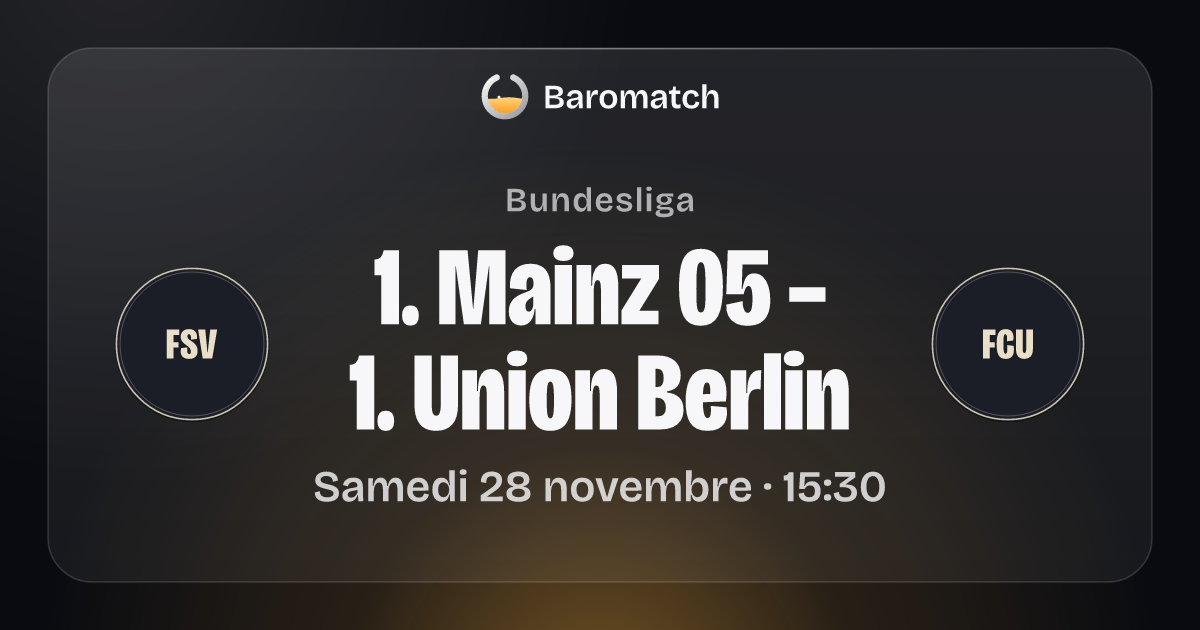 Baromatch
Bundesliga
1. Mainz 05 –
1. Union Berlin
FSV
FCU
Samedi 28 novembre · 15:30